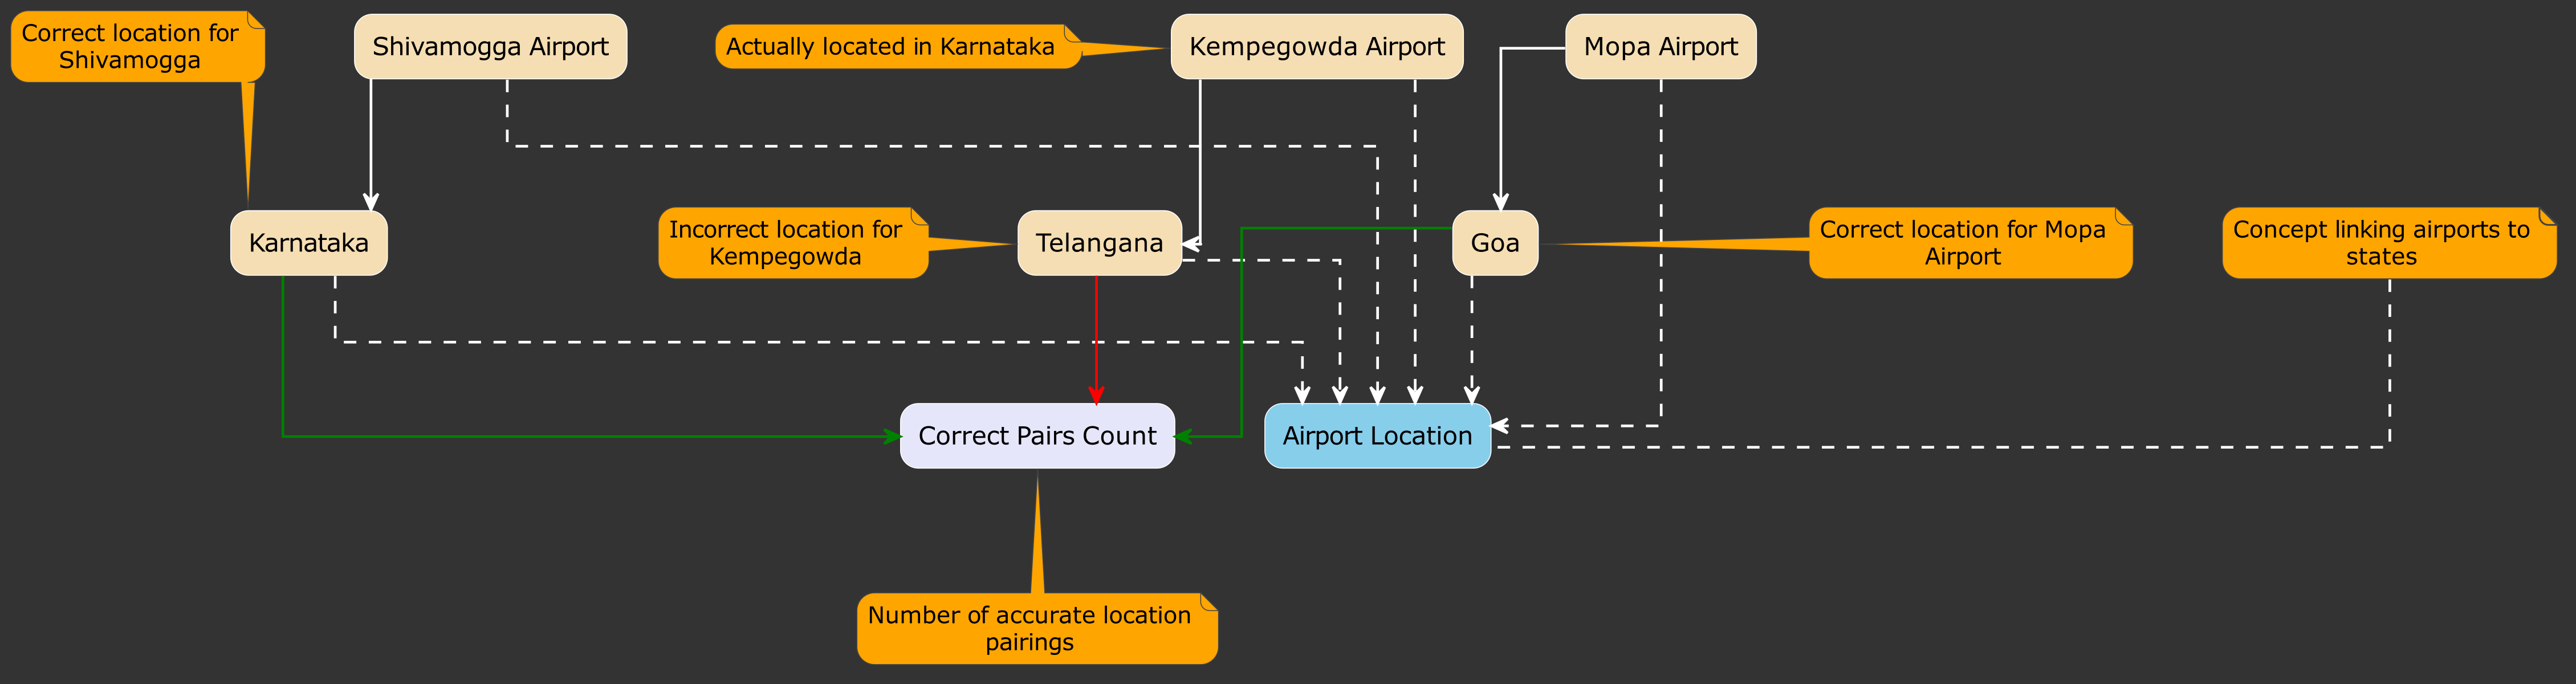 Correct location for
Shivamogga
Shivamogga Airport
Actually located in Karnataka
Kempegowda Airport
Mopa Airport
Karnataka
Incorrect location for
Kempegowda
Telangana
Goa
Correct location for Mopa
Airport
Concept linking airports to
states
Correct Pairs Count
Airport Location
Number of accurate location
pairings